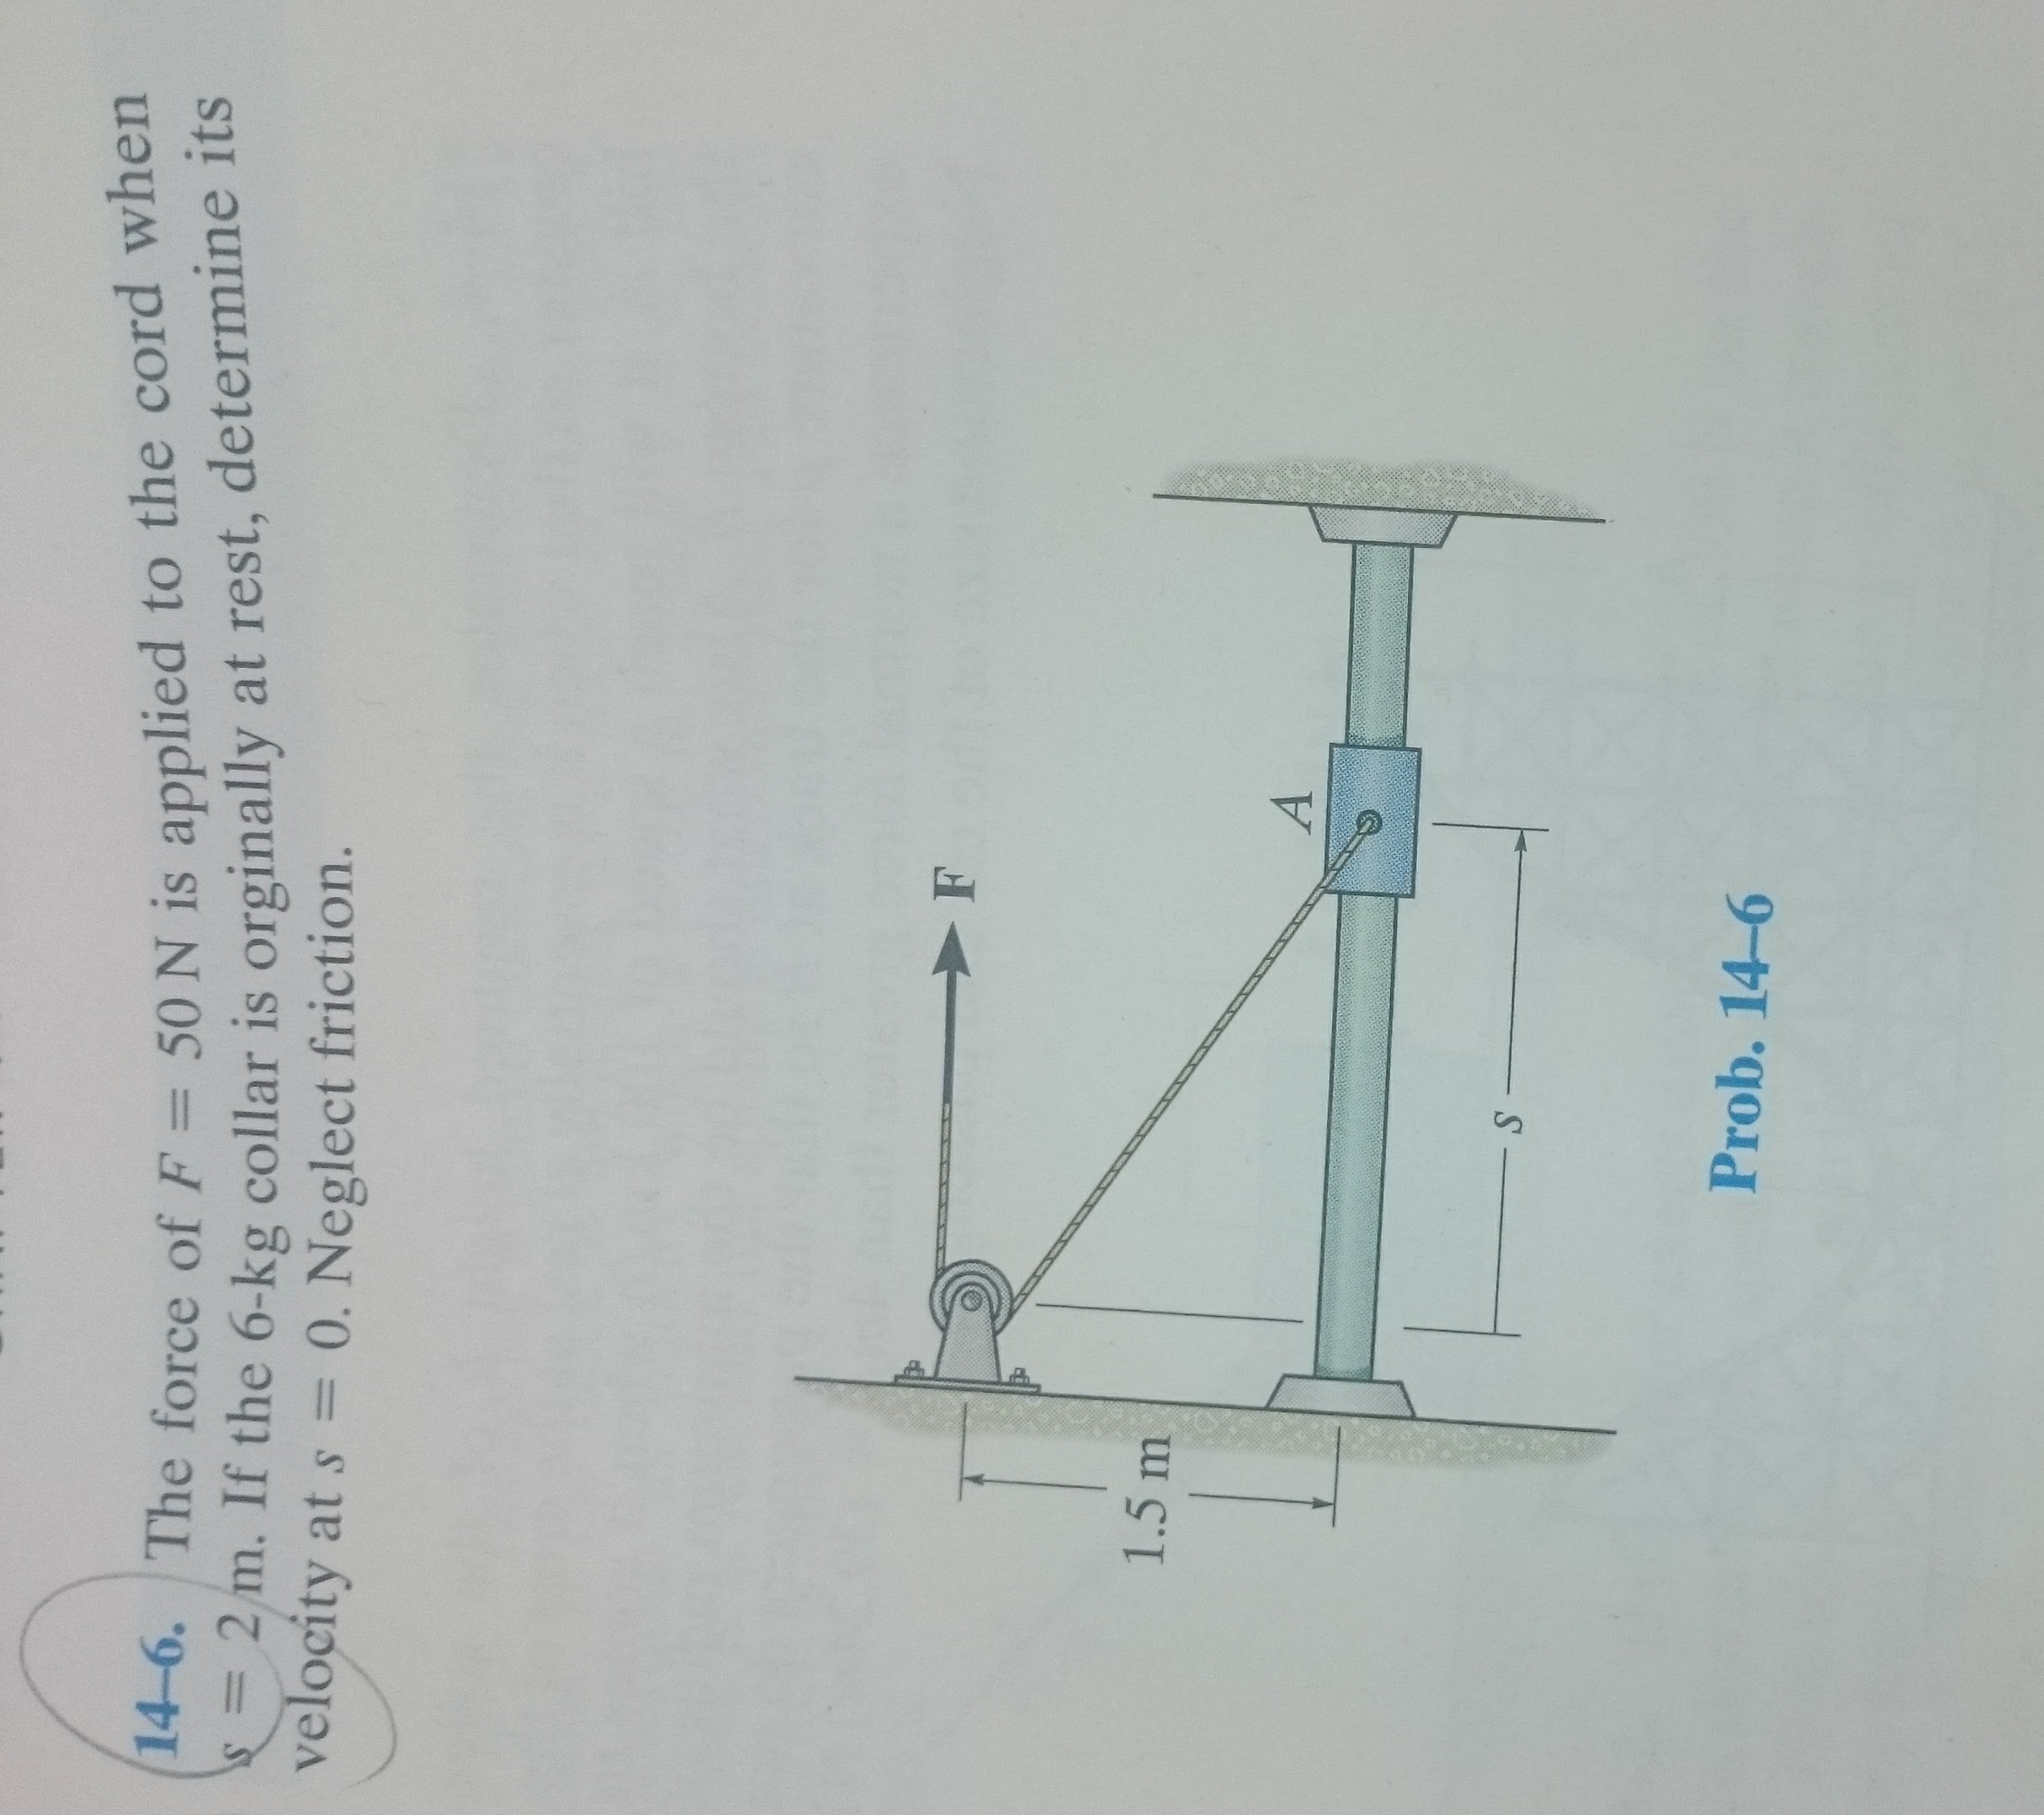 14–6. The force of F = 50 N is applied to the cord when
s = 2 m. If the 6-kg collar is orginally at rest, determine its
velocity at s = 0. Neglect friction.
F
1.5 m
A
s
Prob. 14–6